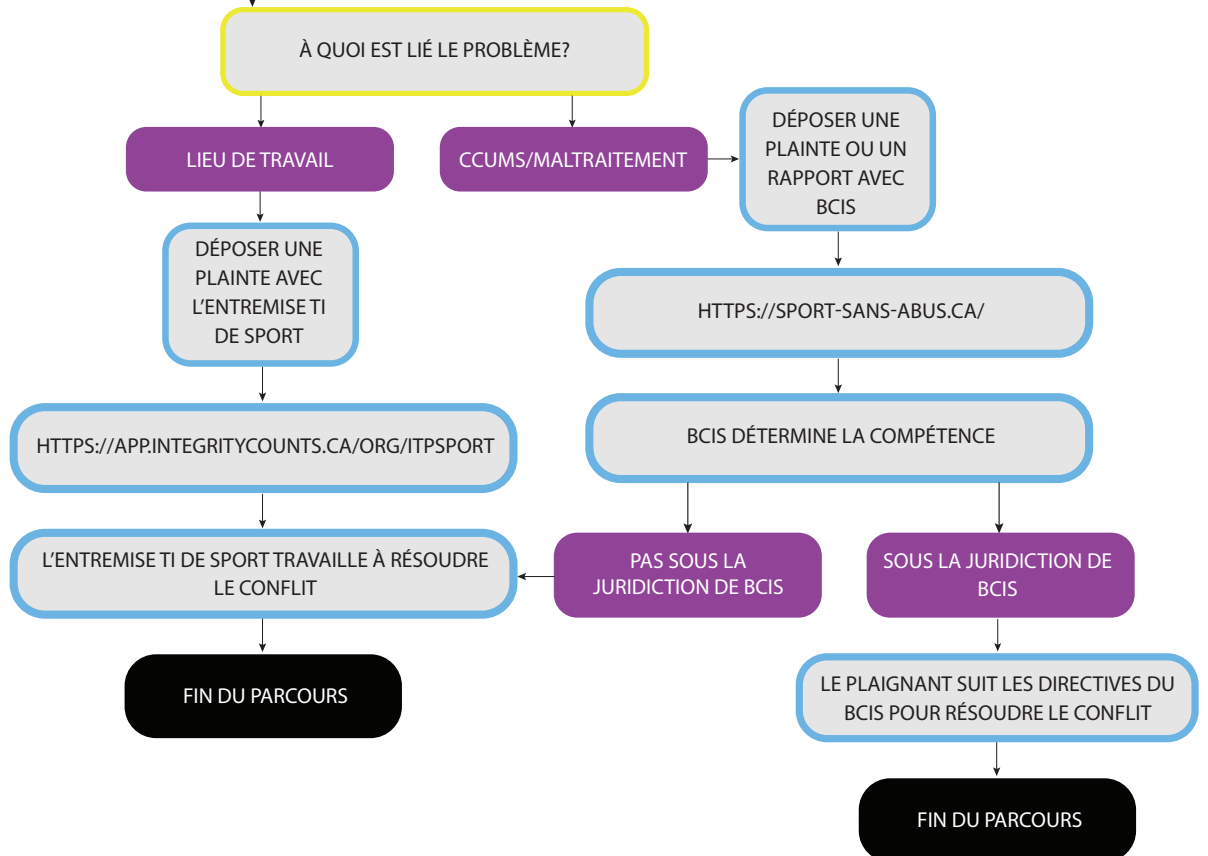 À QUOI EST LIÉ LE PROBLÈME?
LIEU DE TRAVAIL
CCUMS/MALTRAITEMENT
DÉPOSER UNE
PLAINTE OU UN
RAPPORT AVEC
BCIS
DÉPOSER UNE
PLAINTE AVEC
L'ENTREMISE TI
DE SPORT
HTTPS://SPORT-SANS-ABUS.CA/
HTTPS://APP.INTEGRITYCOUNTS.CA/ORG/ITPSPORT
BCIS DÉTERMINE LA COMPÉTENCE
L'ENTREMISE TI DE SPORT TRAVAILLE À RÉSOUDRE
LE CONFLIT
PAS SOUS LA
JURIDICTION DE BCIS
SOUS LA JURIDICTION DE
BCIS
FIN DU PARCOURS
LE PLAIGNANT SUIT LES DIRECTIVES DU
BCIS POUR RÉSOUDRE LE CONFLIT
FIN DU PARCOURS